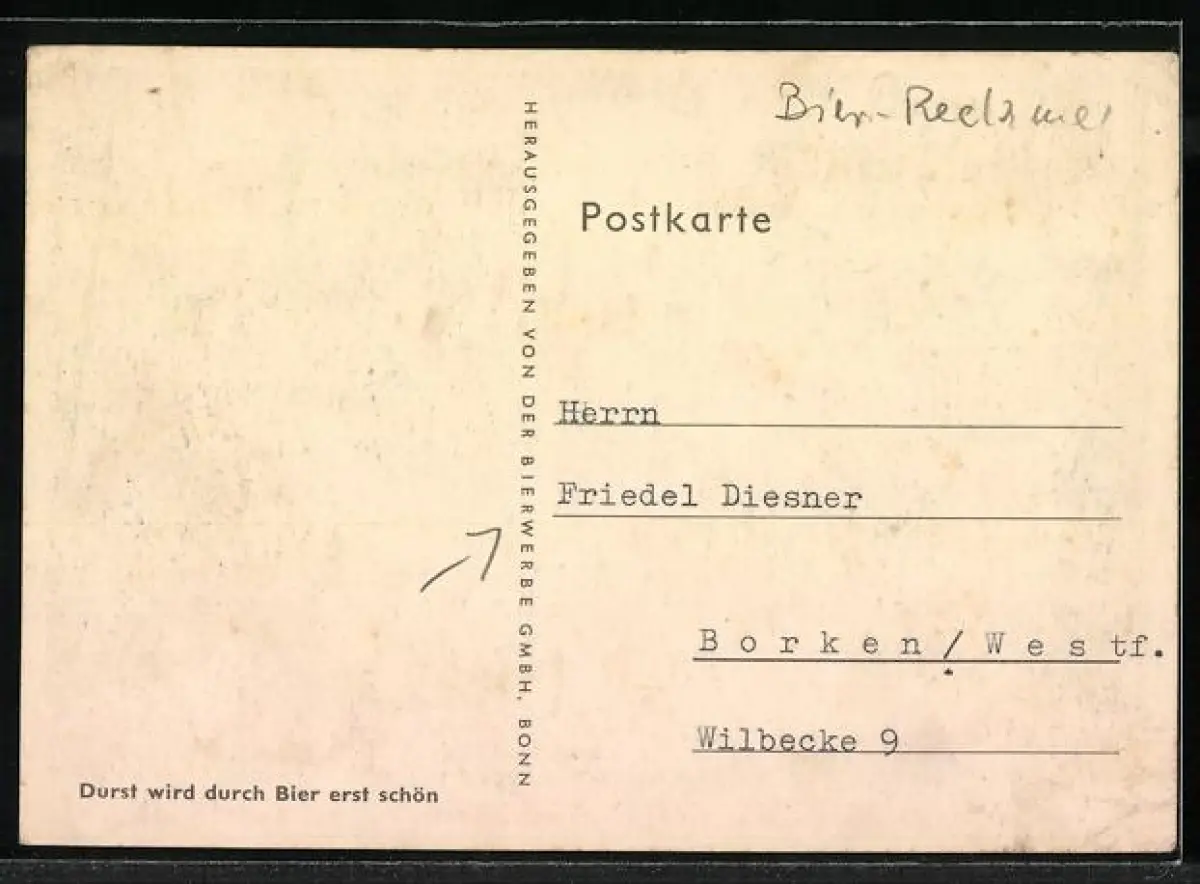 Bier-Reclame
Postkarte
HERAUSGEGEBEN VON DER BIERWERBE GMBH, BONN
Herrn
Friedel Diesner
Borken/Westf.
Wilbecke 9
Durst wird durch Bier erst schön